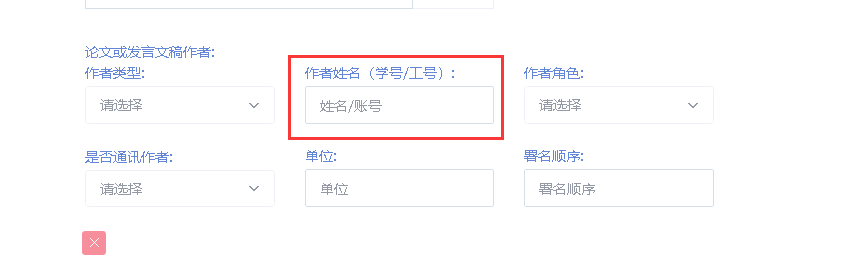 论文或发言文稿作者:
作者类型: 作者姓名（学号/工号）: 作者角色:
请选择 姓名/账号 请选择
是否通讯作者: 单位: 署名顺序:
请选择 单位 署名顺序